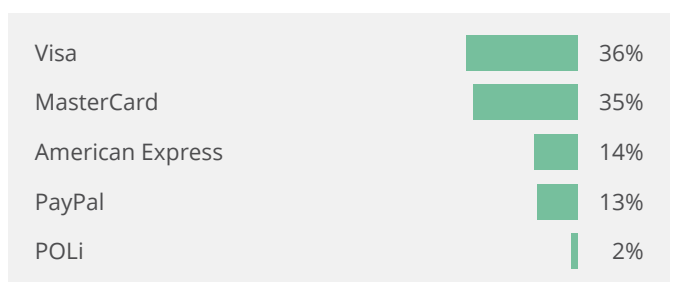 Visa 36%
MasterCard 35%
American Express 14%
PayPal 13%
POLi 2%